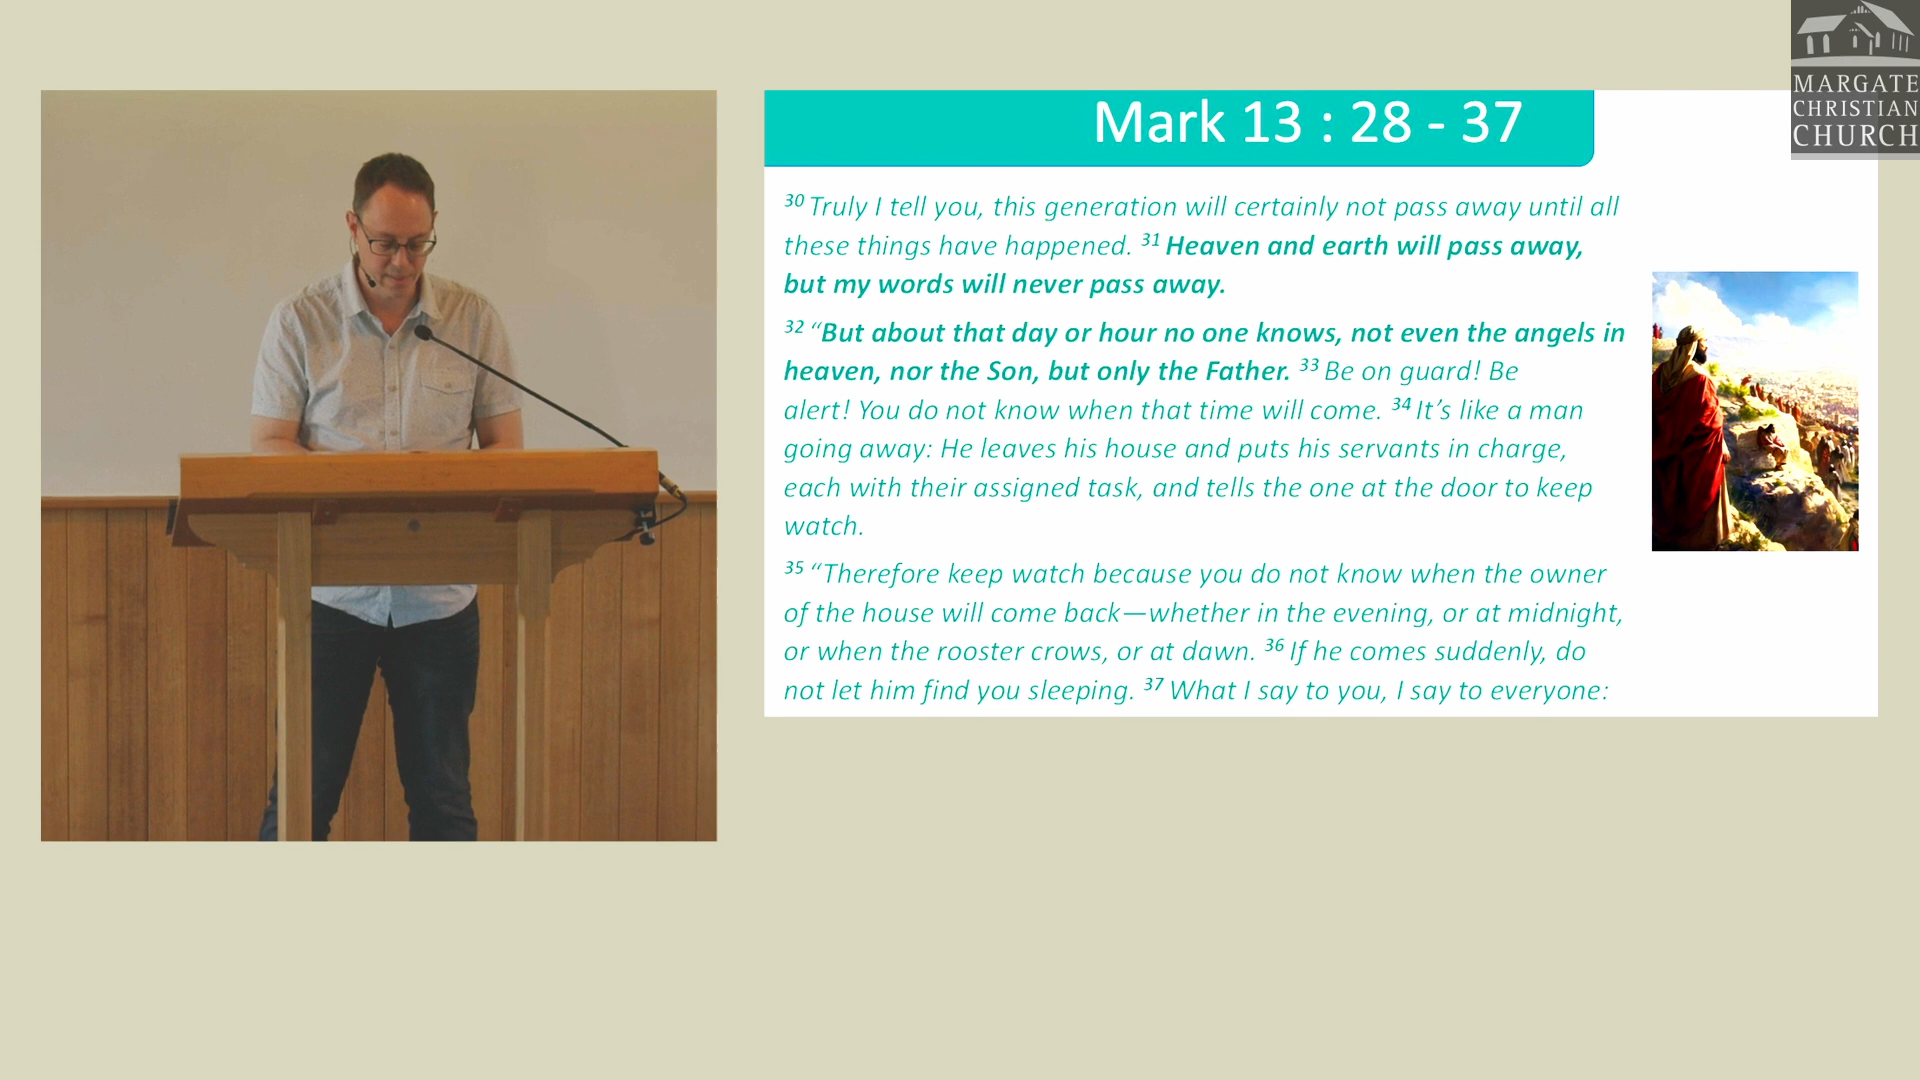 MARGATE
CHRISTIAN
CHURCH
Mark 13 : 28 - 37
30 Truly I tell you, this generation will certainly not pass away until all
these things have happened. 31 Heaven and earth will pass away,
but my words will never pass away.
32 “But about that day or hour no one knows, not even the angels in
heaven, nor the Son, but only the Father. 33 Be on guard! Be
alert! You do not know when that time will come. 34 It’s like a man
going away: He leaves his house and puts his servants in charge,
each with their assigned task, and tells the one at the door to keep
watch.
35 “Therefore keep watch because you do not know when the owner
of the house will come back—whether in the evening, or at midnight,
or when the rooster crows, or at dawn. 36 If he comes suddenly, do
not let him find you sleeping. 37 What I say to you, I say to everyone: